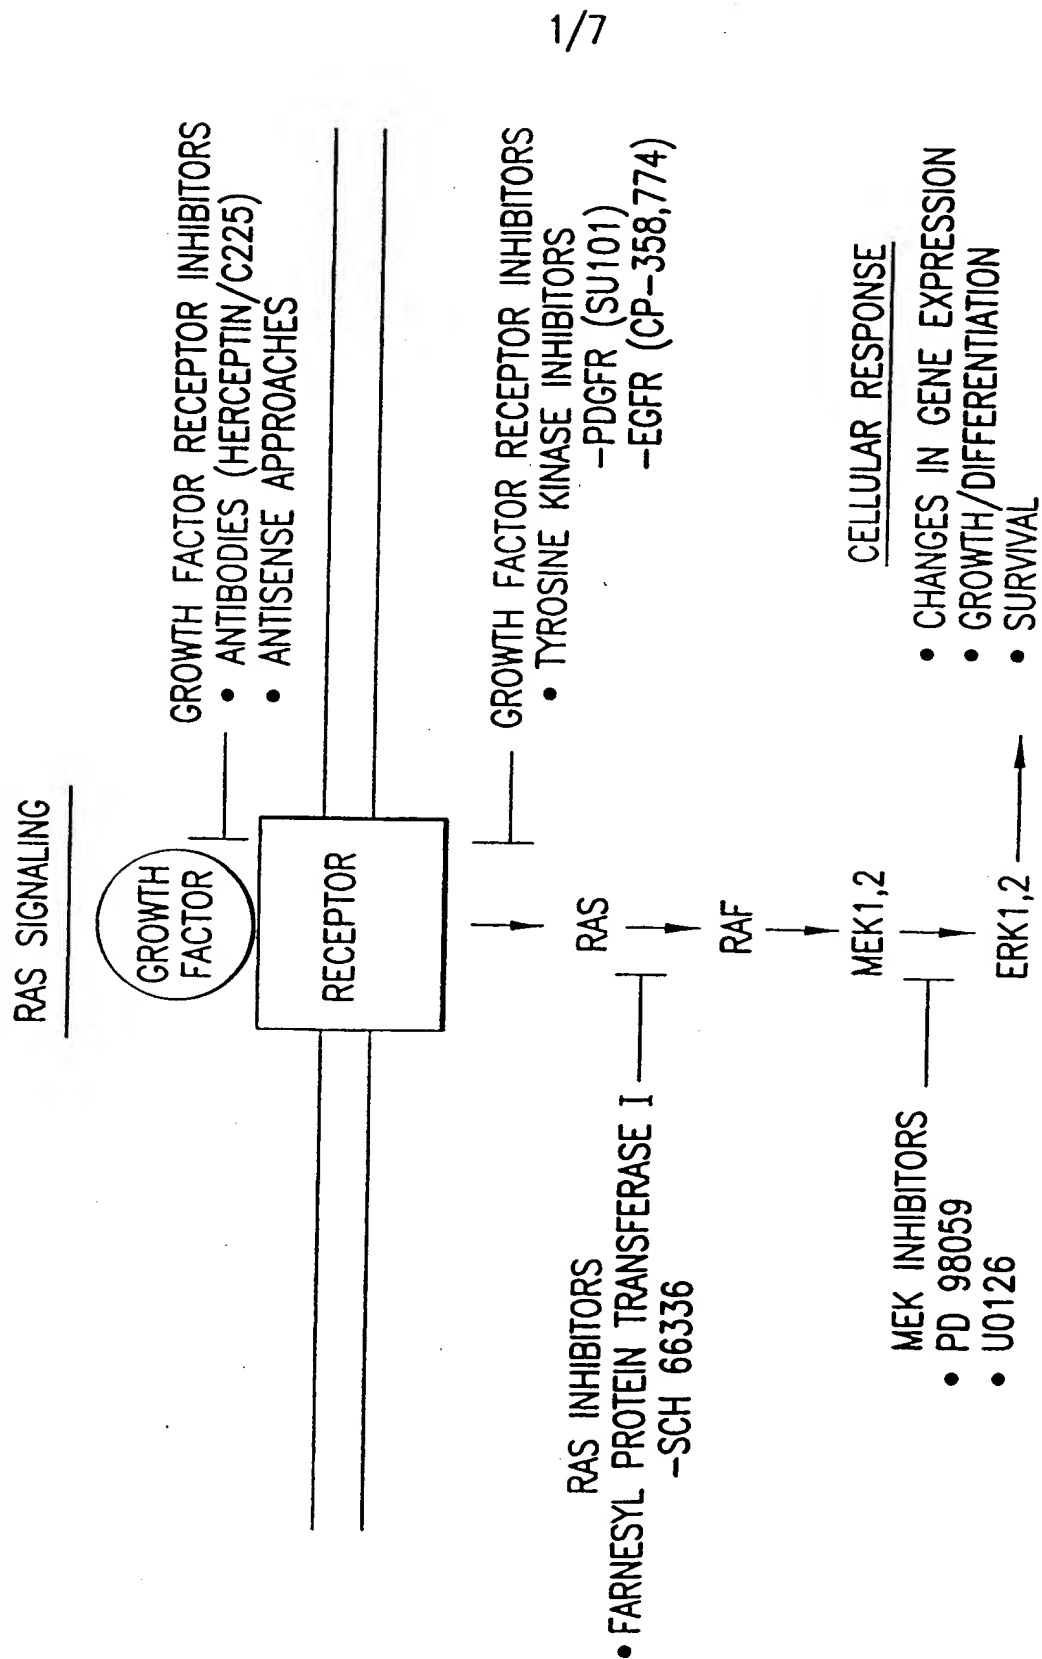 1/7
RAS SIGNALING
GROWTH
FACTOR
GROWTH FACTOR RECEPTOR INHIBITORS
• ANTIBODIES (HERCEPTIN/C225)
• ANTISENSE APPROACHES
RECEPTOR
GROWTH FACTOR RECEPTOR INHIBITORS
• TYROSINE KINASE INHIBITORS
-PDGFR (SU101)
-EGFR (CP-358,774)
RAS INHIBITORS
• FARNESYL PROTEIN TRANSFERASE I
-SCH 66336
RAS
RAF
MEK1,2
ERK1,2
MEK INHIBITORS
• PD 98059
• U0126
CELLULAR RESPONSE
• CHANGES IN GENE EXPRESSION
• GROWTH/DIFFERENTIATION
• SURVIVAL